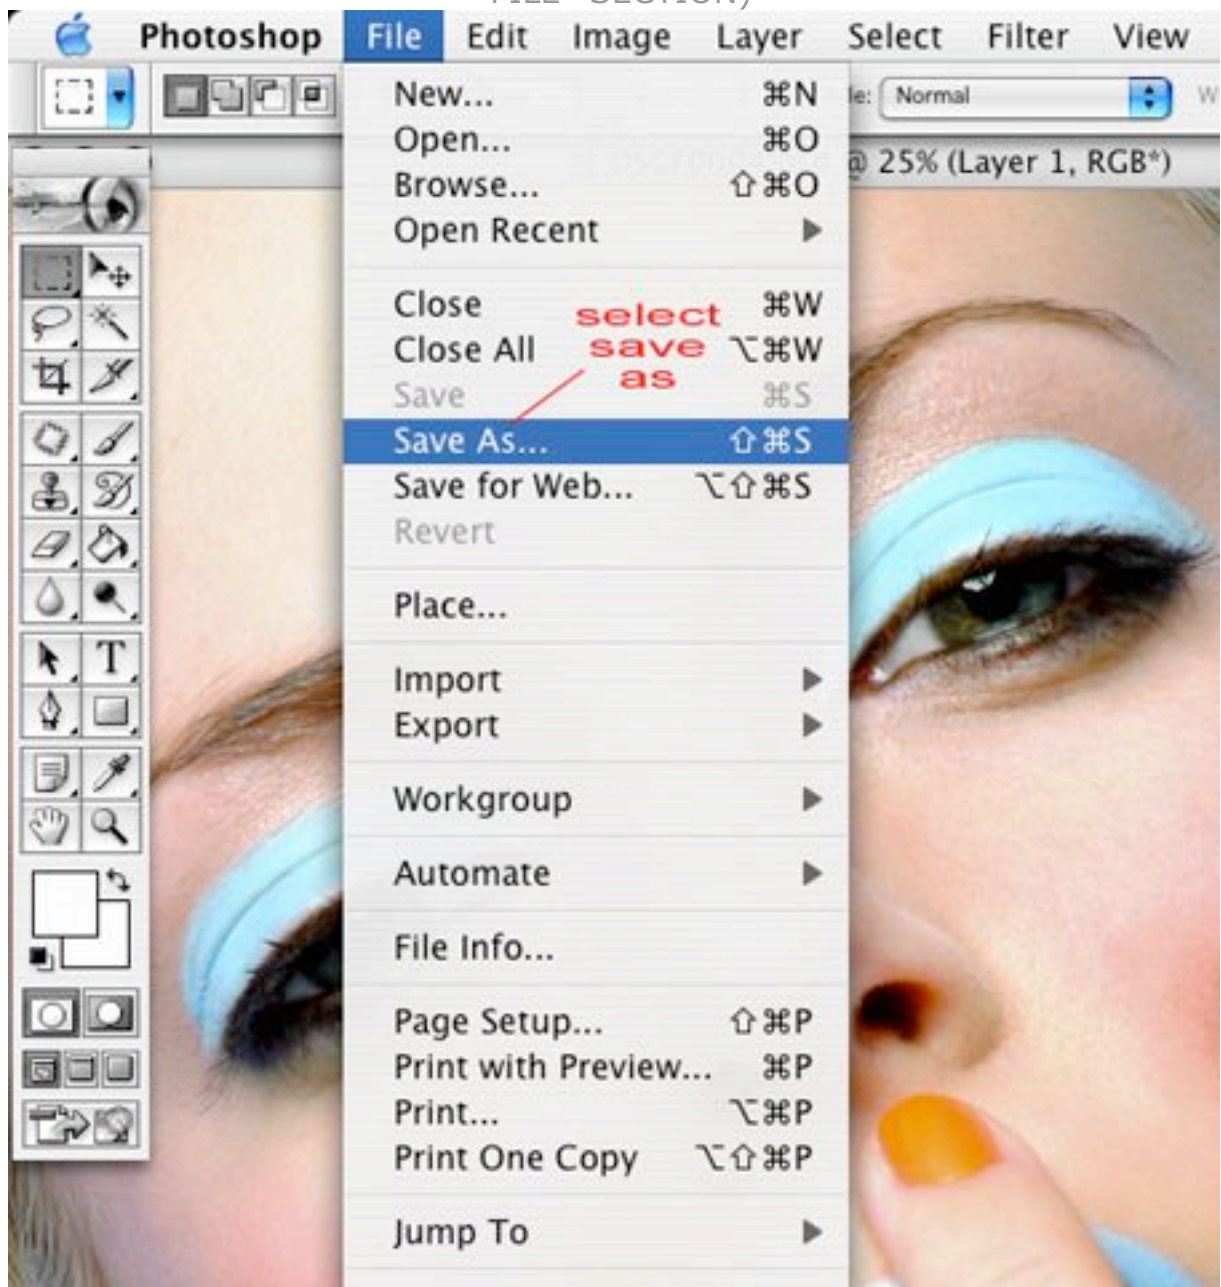 FILE" SECTION)
Photoshop File Edit Image Layer Select Filter View
Normal
@ 25% (Layer 1, RGB*)
New... ⌘N
Open... ⌘O
Browse... ⇧⌘O
Open Recent ▶
Close ⌘W
Close All ⌥⌘W
Save ⌘S
select
save
as
Save As... ⇧⌘S
Save for Web... ⌥⇧⌘S
Revert
Place...
Import ▶
Export ▶
Workgroup ▶
Automate ▶
File Info...
Page Setup... ⇧⌘P
Print with Preview... ⌘P
Print... ⌥⌘P
Print One Copy ⌥⇧⌘P
Jump To ▶
T